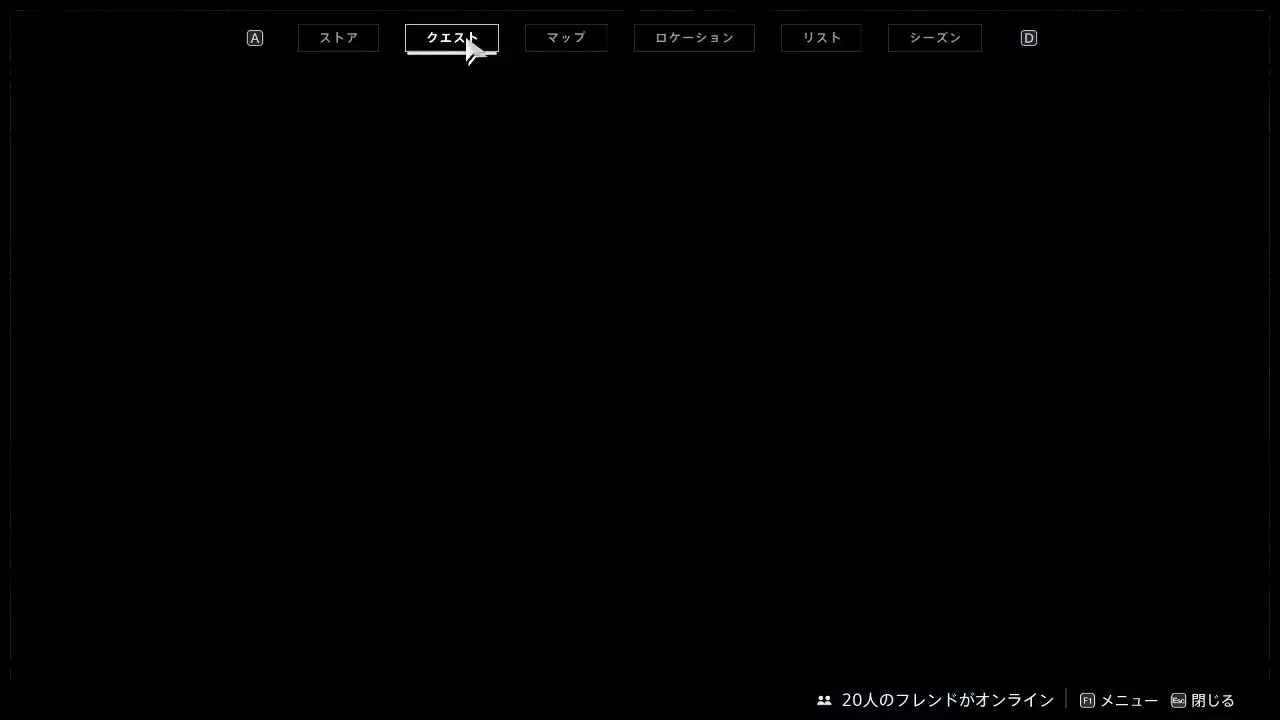 A ストア クエスト マップ ロケーション リスト シーズン D
20人のフレンドがオンライン F1 メニュー Esc 閉じる